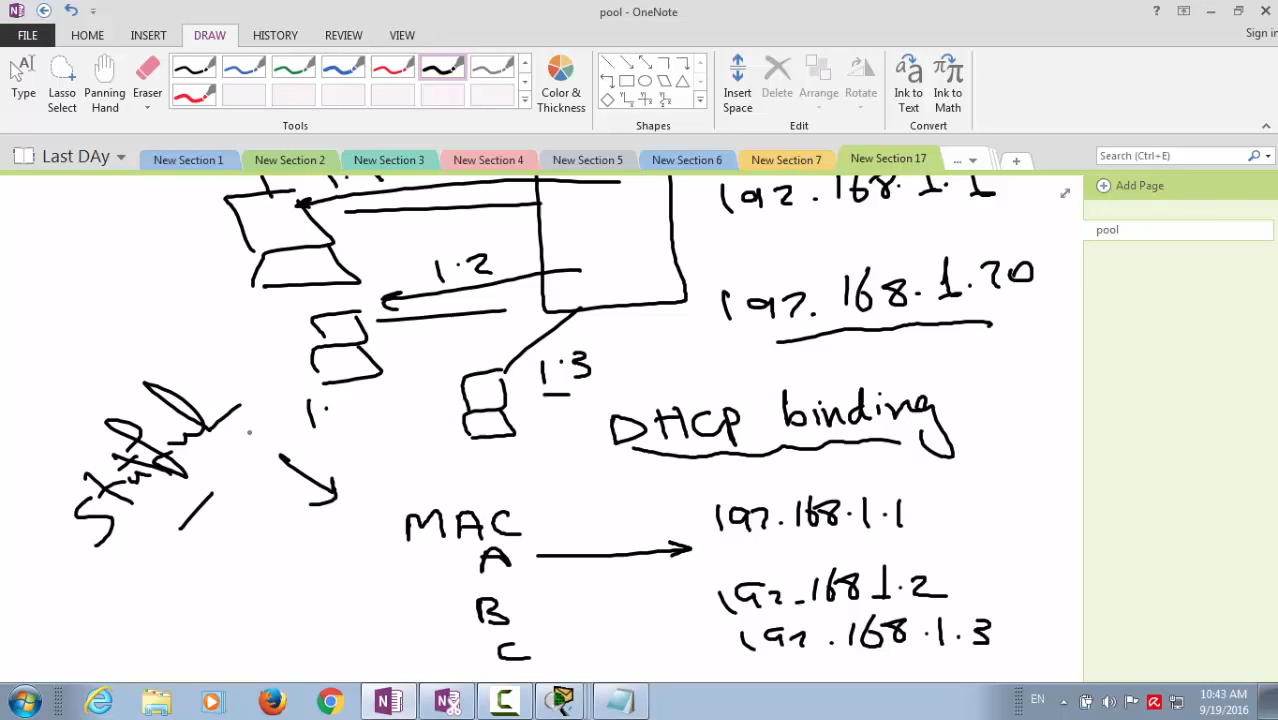 pool - OneNote
?
Sign in
FILE
HOME
INSERT
DRAW
HISTORY
REVIEW
VIEW
Type
Lasso Select
Panning Hand
Eraser
Color & Thickness
Insert Space
Delete
Arrange
Rotate
Ink to Text
Ink to Math
Tools
Shapes
Edit
Convert
Last DAy
New Section 1
New Section 2
New Section 3
New Section 4
New Section 5
New Section 6
New Section 7
New Section 17
...
Search (Ctrl+E)
Add Page
pool
192.168.1.1
1.2
192.168.1.20
1.3
1.
DHCP binding
MAC
192.168.1.1
A
B
192.168 1.2
C
192.168.1.3
EN
10:43 AM
9/19/2016